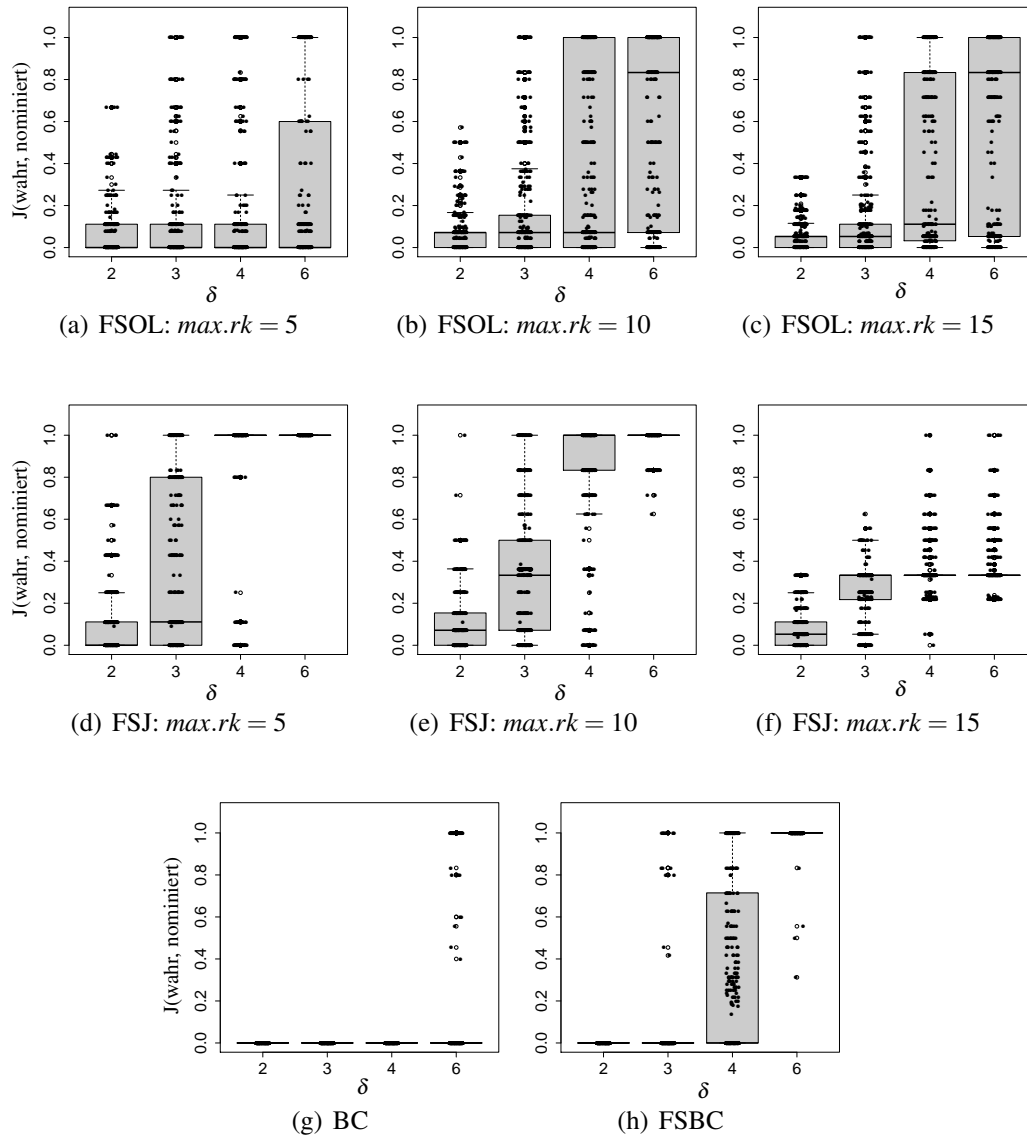 J(wahr, nominiert)
0.0 0.2 0.4 0.6 0.8 1.0
2 3 4 6
δ
(a) FSOL: max.rk = 5
0.0 0.2 0.4 0.6 0.8 1.0
2 3 4 6
δ
(b) FSOL: max.rk = 10
0.0 0.2 0.4 0.6 0.8 1.0
2 3 4 6
δ
(c) FSOL: max.rk = 15
J(wahr, nominiert)
0.0 0.2 0.4 0.6 0.8 1.0
2 3 4 6
δ
(d) FSJ: max.rk = 5
0.0 0.2 0.4 0.6 0.8 1.0
2 3 4 6
δ
(e) FSJ: max.rk = 10
0.0 0.2 0.4 0.6 0.8 1.0
2 3 4 6
δ
(f) FSJ: max.rk = 15
J(wahr, nominiert)
0.0 0.2 0.4 0.6 0.8 1.0
2 3 4 6
δ
(g) BC
0.0 0.2 0.4 0.6 0.8 1.0
2 3 4 6
δ
(h) FSBC